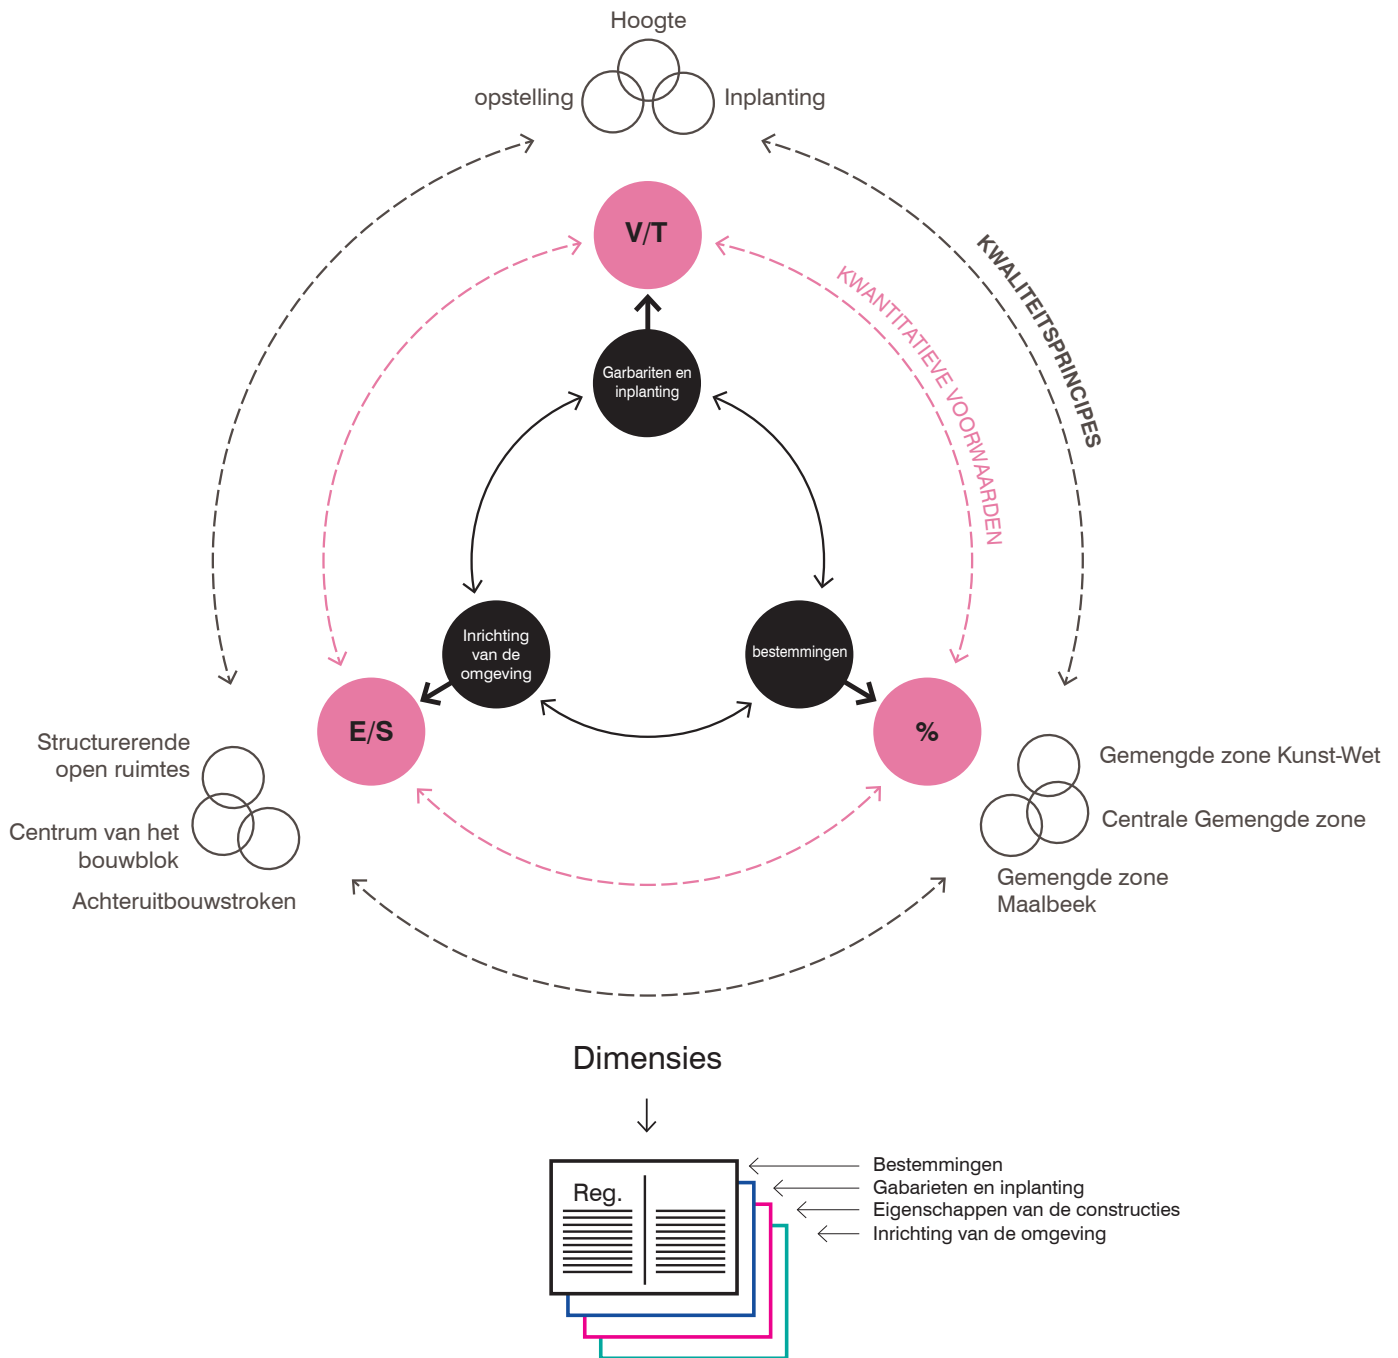 Hoogte
opstelling
Inplanting
V/T
KWANTITATIEVE VOORWAARDEN
KWALITEITSPRINCIPES
Garbariten en
inplanting
Inrichting
van de
omgeving
bestemmingen
E/S
%
Structurerende
open ruimtes
Centrum van het
bouwblok
Achteruitbouwstroken
Gemengde zone Kunst-Wet
Centrale Gemengde zone
Gemengde zone
Maalbeek
Dimensies
Reg.
Bestemmingen
Gabarieten en inplanting
Eigenschappen van de constructies
Inrichting van de omgeving